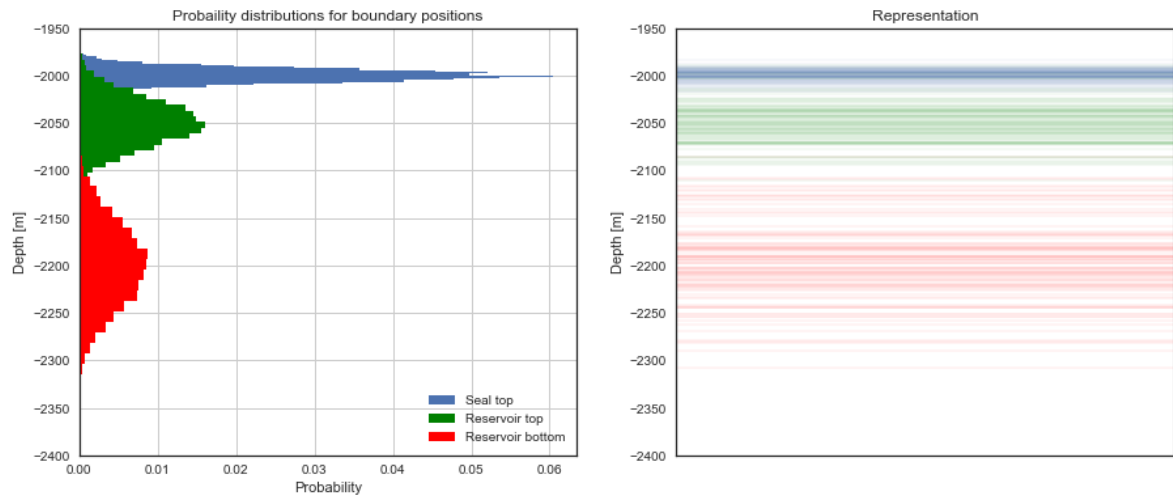 Probaility distributions for boundary positions
−1950
−2000
−2050
−2100
−2150
−2200
−2250
−2300
−2350
−2400
Depth [m]
0.00 0.01 0.02 0.03 0.04 0.05 0.06
Probability
Seal top
Reservoir top
Reservoir bottom
Representation
−1950
−2000
−2050
−2100
−2150
−2200
−2250
−2300
−2350
−2400
Depth [m]